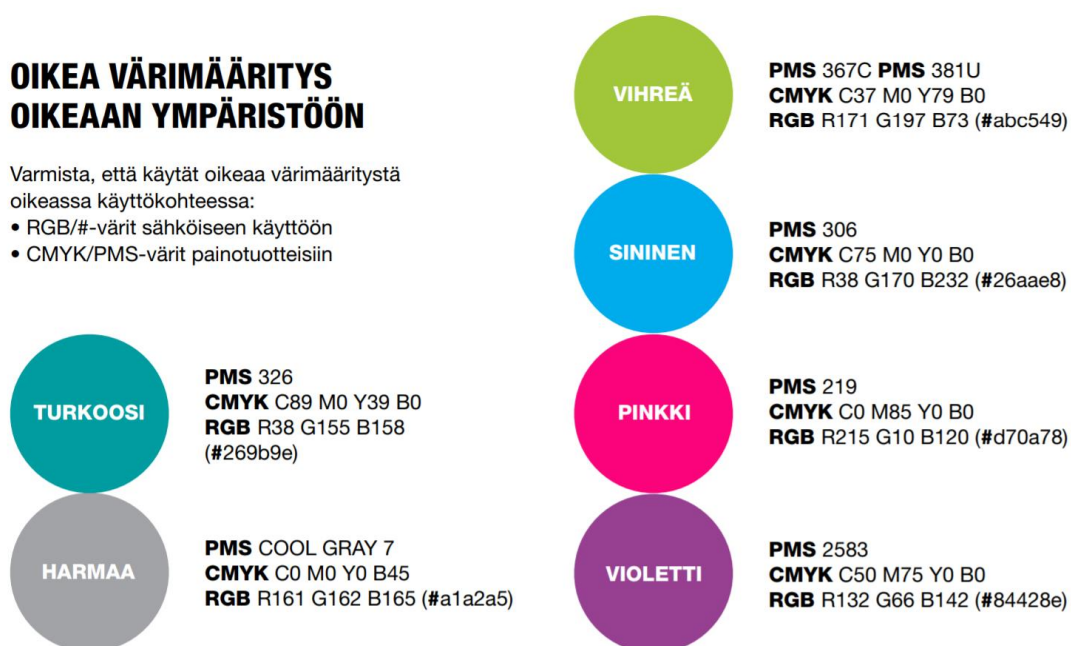 OIKEA VÄRIMÄÄRITYS
OIKEAAN YMPÄRISTÖÖN
Varmista, että käytät oikeaa värimääritystä
oikeassa käyttökohteessa:
• RGB/#-värit sähköiseen käyttöön
• CMYK/PMS-värit painotuotteisiin
TURKOOSI
PMS 326
CMYK C89 M0 Y39 B0
RGB R38 G155 B158
(#269b9e)
HARMAA
PMS COOL GRAY 7
CMYK C0 M0 Y0 B45
RGB R161 G162 B165 (#a1a2a5)
VIHREÄ
PMS 367C PMS 381U
CMYK C37 M0 Y79 B0
RGB R171 G197 B73 (#abc549)
SININEN
PMS 306
CMYK C75 M0 Y0 B0
RGB R38 G170 B232 (#26aae8)
PINKKI
PMS 219
CMYK C0 M85 Y0 B0
RGB R215 G10 B120 (#d70a78)
VIOLETTI
PMS 2583
CMYK C50 M75 Y0 B0
RGB R132 G66 B142 (#84428e)